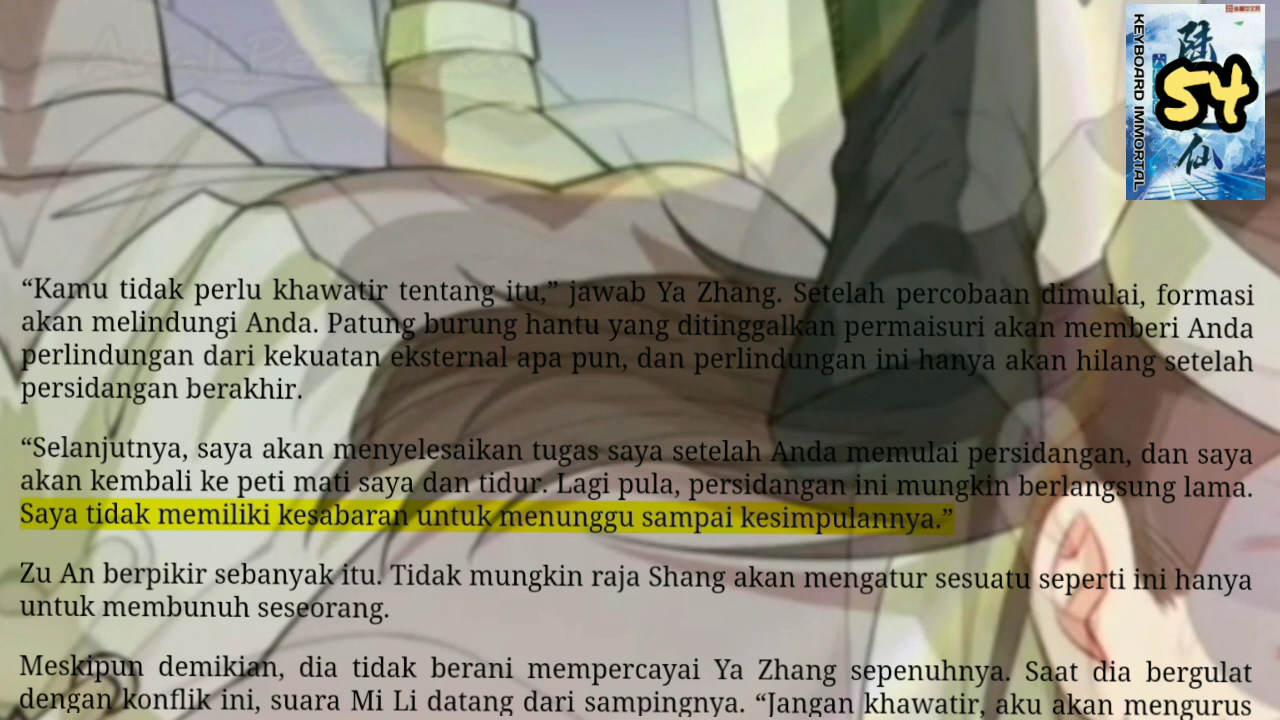 KEYBOARD IMMORTAL
陆
仙
54
“Kamu tidak perlu khawatir tentang itu,” jawab Ya Zhang. Setelah percobaan dimulai, formasi
akan melindungi Anda. Patung burung hantu yang ditinggalkan permaisuri akan memberi Anda
perlindungan dari kekuatan eksternal apa pun, dan perlindungan ini hanya akan hilang setelah
persidangan berakhir.
“Selanjutnya, saya akan menyelesaikan tugas saya setelah Anda memulai persidangan, dan saya
akan kembali ke peti mati saya dan tidur. Lagi pula, persidangan ini mungkin berlangsung lama.
Saya tidak memiliki kesabaran untuk menunggu sampai kesimpulannya.”
Zu An berpikir sebanyak itu. Tidak mungkin raja Shang akan mengatur sesuatu seperti ini hanya
untuk membunuh seseorang.
Meskipun demikian, dia tidak berani mempercayai Ya Zhang sepenuhnya. Saat dia bergulat
dengan konflik ini, suara Mi Li datang dari sampingnya. “Jangan khawatir, aku akan mengurus